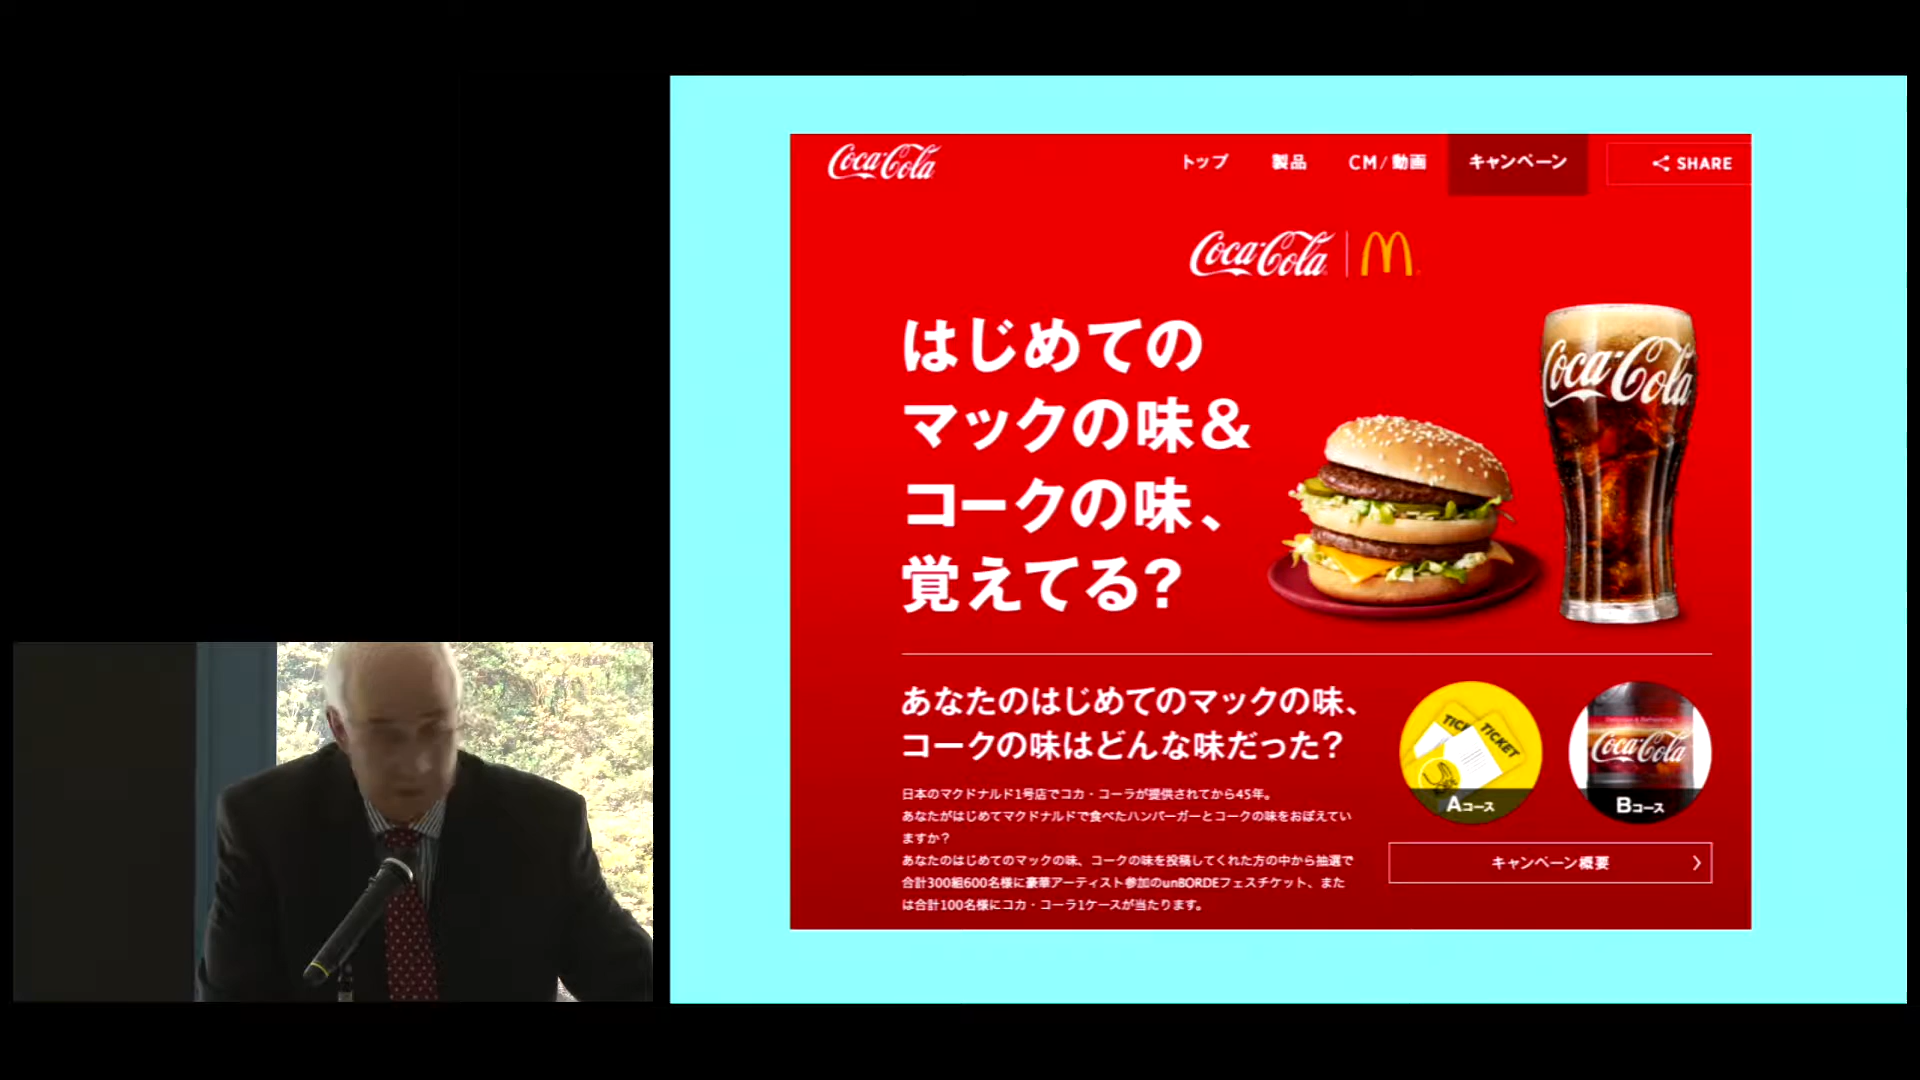 Coca-Cola
トップ
製品
CM/動画
キャンペーン
SHARE
Coca-Cola
はじめての
マックの味&
コークの味、
覚えてる?
Coca-Cola
あなたのはじめてのマックの味、
コークの味はどんな味だった?
日本のマクドナルド1号店でコカ・コーラが提供されてから45年。
あなたがはじめてマクドナルドで食べたハンバーガーとコークの味をおぼえてい
ますか?
あなたのはじめてのマックの味、コークの味を投稿してくれた方の中から抽選で
合計300組600名様に豪華アーティスト参加のunBORDEフェスチケット、また
は合計100名様にコカ・コーラ1ケースが当たります。
TICKET
Aコース
Coca-Cola
Bコース
キャンペーン概要